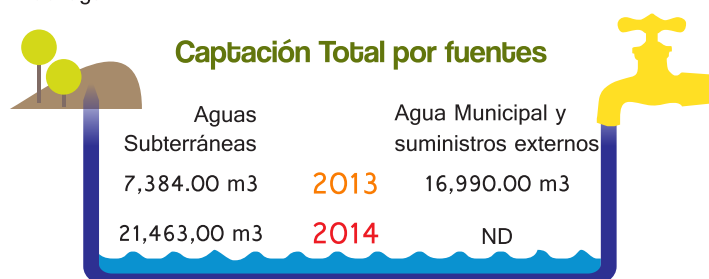 Captación Total por fuentes
Aguas
Subterráneas
Agua Municipal y
suministros externos
7,384.00 m3 2013 16,990.00 m3
21,463,00 m3 2014 ND